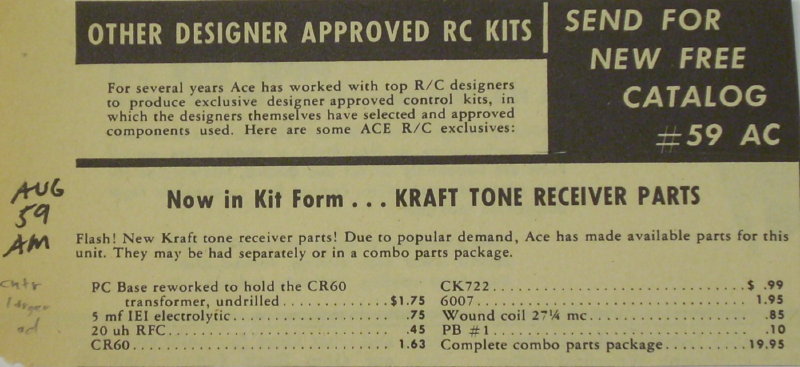 OTHER DESIGNER APPROVED RC KITS
SEND FOR
NEW FREE
CATALOG
#59 AC
For several years Ace has worked with top R/C designers
to produce exclusive designer approved control kits, in
which the designers themselves have selected and approved
components used. Here are some ACE R/C exclusives:
Now in Kit Form ... KRAFT TONE RECEIVER PARTS
AUG
59
AM
Flash! New Kraft tone receiver parts! Due to popular demand, Ace has made available parts for this
unit. They may be had separately or in a combo parts package.
cntr
larger
ad
PC Base reworked to hold the CR60
transformer, undrilled............$1.75
5 mf IEI electrolytic.................75
20 uh RFC.........................45
CR60.............................1.63
CK722..........................$ .99
6007............................1.95
Wound coil 27¼ mc..................85
PB #1.............................10
Complete combo parts package..........19.95